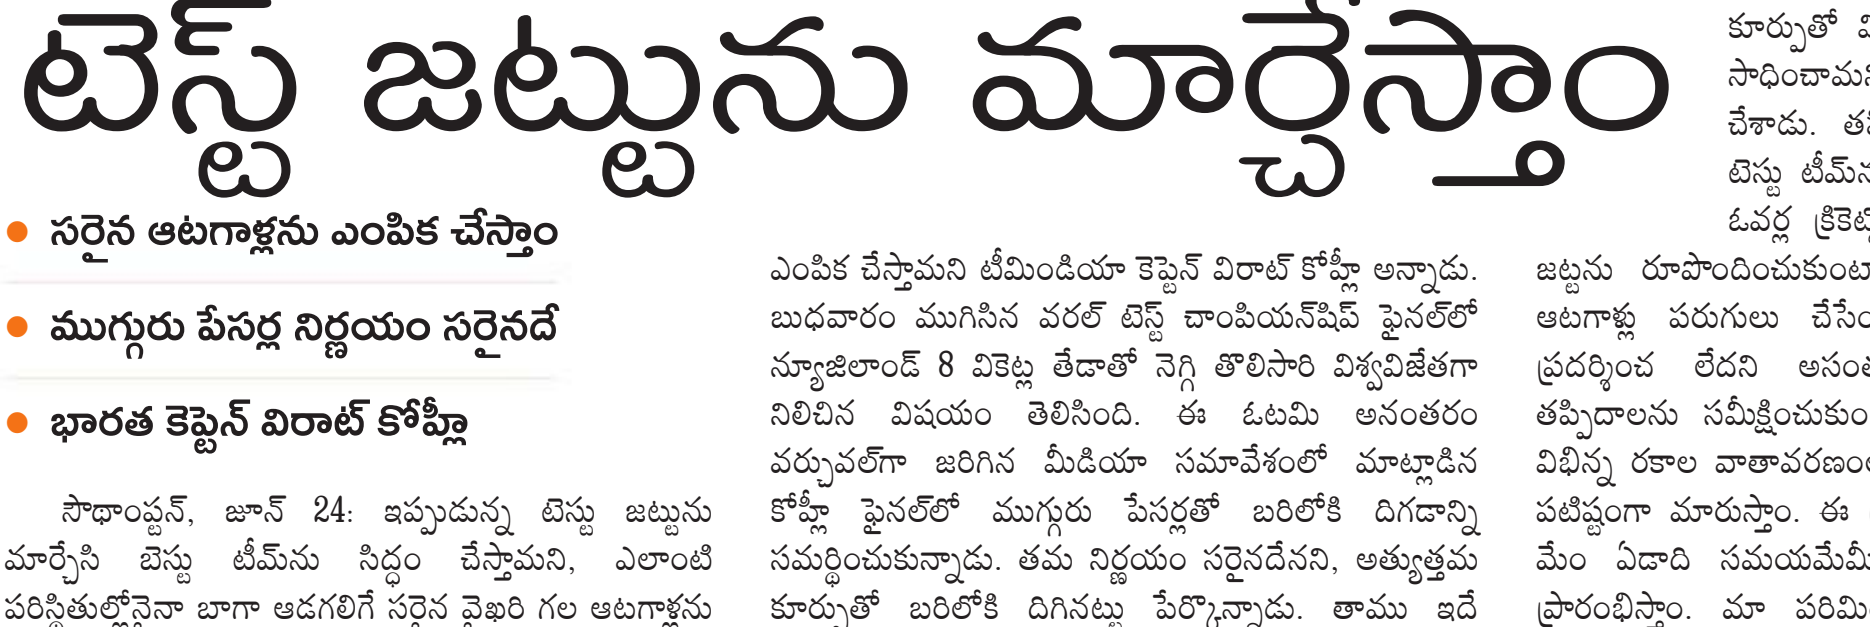 టెస్ట్ జట్టును మార్చేస్తాం
సరైన ఆటగాళ్లను ఎంపిక చేస్తాం
ముగ్గురు పేసర్ల నిర్ణయం సరైనదే
భారత కెప్టెన్ విరాట్ కోహ్లీ
సౌథాంప్టన్, జూన్ 24: ఇప్పుడున్న టెస్టు జట్టును
మార్చేసి బెస్టు టీమ్‌ను సిద్ధం చేస్తామని, ఎలాంటి
పరిస్థితుల్లోనైనా బాగా ఆడగలిగే సరైన వైఖరి గల ఆటగాళ్లను
ఎంపిక చేస్తామని టీమిండియా కెప్టెన్ విరాట్ కోహ్లీ అన్నాడు.
బుధవారం ముగిసిన వరల్ టెస్ట్ చాంపియన్‌షిప్ ఫైనల్‌లో
న్యూజిలాండ్ 8 వికెట్ల తేడాతో నెగ్గి తొలిసారి విశ్వవిజేతగా
నిలిచిన విషయం తెలిసింది. ఈ ఓటమి అనంతరం
వర్చువల్‌గా జరిగిన మీడియా సమావేశంలో మాట్లాడిన
కోహ్లీ ఫైనల్‌లో ముగ్గురు పేసర్లతో బరిలోకి దిగడాన్ని
సమర్థించుకున్నాడు. తమ నిర్ణయం సరైనదేనని, అత్యుత్తమ
కూర్పుతో బరిలోకి దిగినట్టు పేర్కొన్నాడు. తాము ఇదే
కూర్పుతో
సాధించామ
చేశాడు.
టెస్టు టీమ్‌
ఓవర్ల
జట్టను రూపొందించుకుంటా
ఆటగాళ్లు పరుగులు
ప్రదర్శించ లేదని
తప్పిదాలను సమీక్షించుకుం
విభిన్న రకాల
పటిష్టంగా మారుస్తాం. ఈ
మేం ఏడాది
ప్రారంభిస్తాం. మా